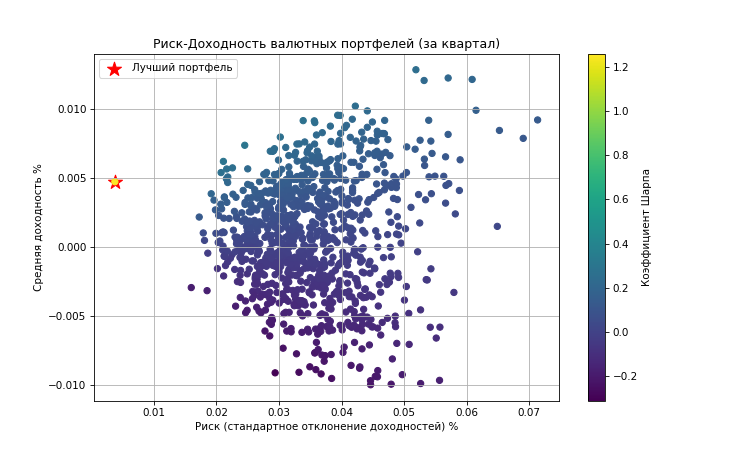 Риск-Доходность валютных портфелей (за квартал)
Лучший портфель
Средняя доходность %
0.010
0.005
0.000
−0.005
−0.010
0.01 0.02 0.03 0.04 0.05 0.06 0.07
Риск (стандартное отклонение доходностей) %
1.2
1.0
0.8
0.6
0.4
0.2
0.0
−0.2
Коэффициент Шарпа